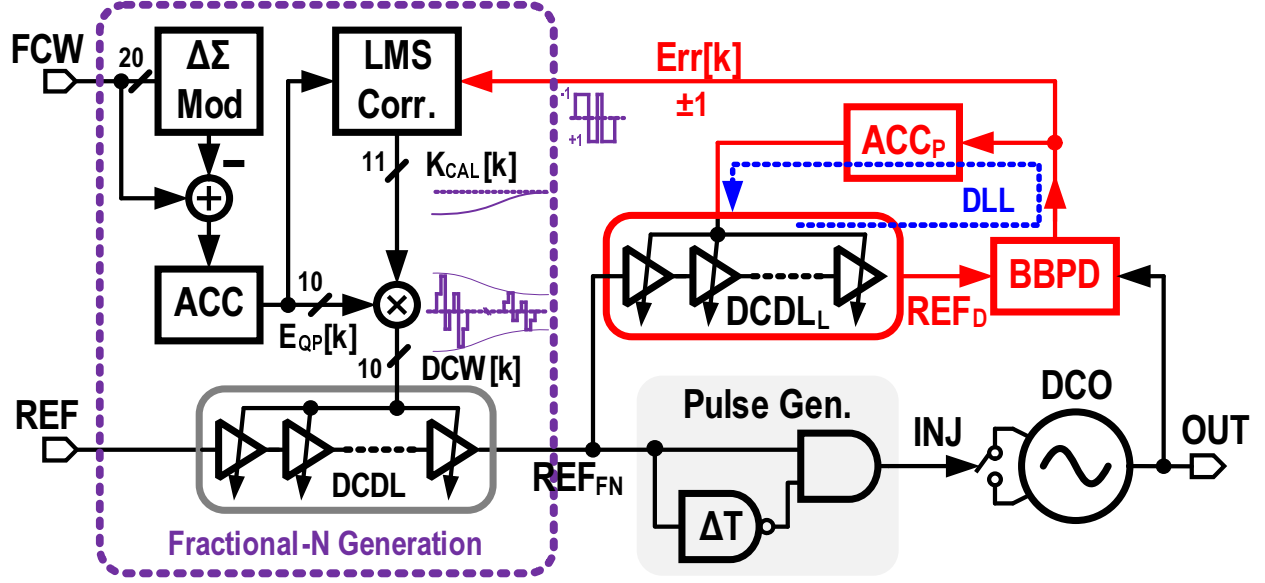 FCW
20
ΔΣ
Mod
LMS
Corr.
Err[k]
±1
-1
+1
ACCP
–
+
11
KCAL[k]
DLL
ACC
10
EQP[k]
×
10
DCW[k]
DCDLL
REFD
BBPD
REF
DCDL
REFFN
Pulse Gen.
ΔT
INJ
DCO
OUT
Fractional-N Generation